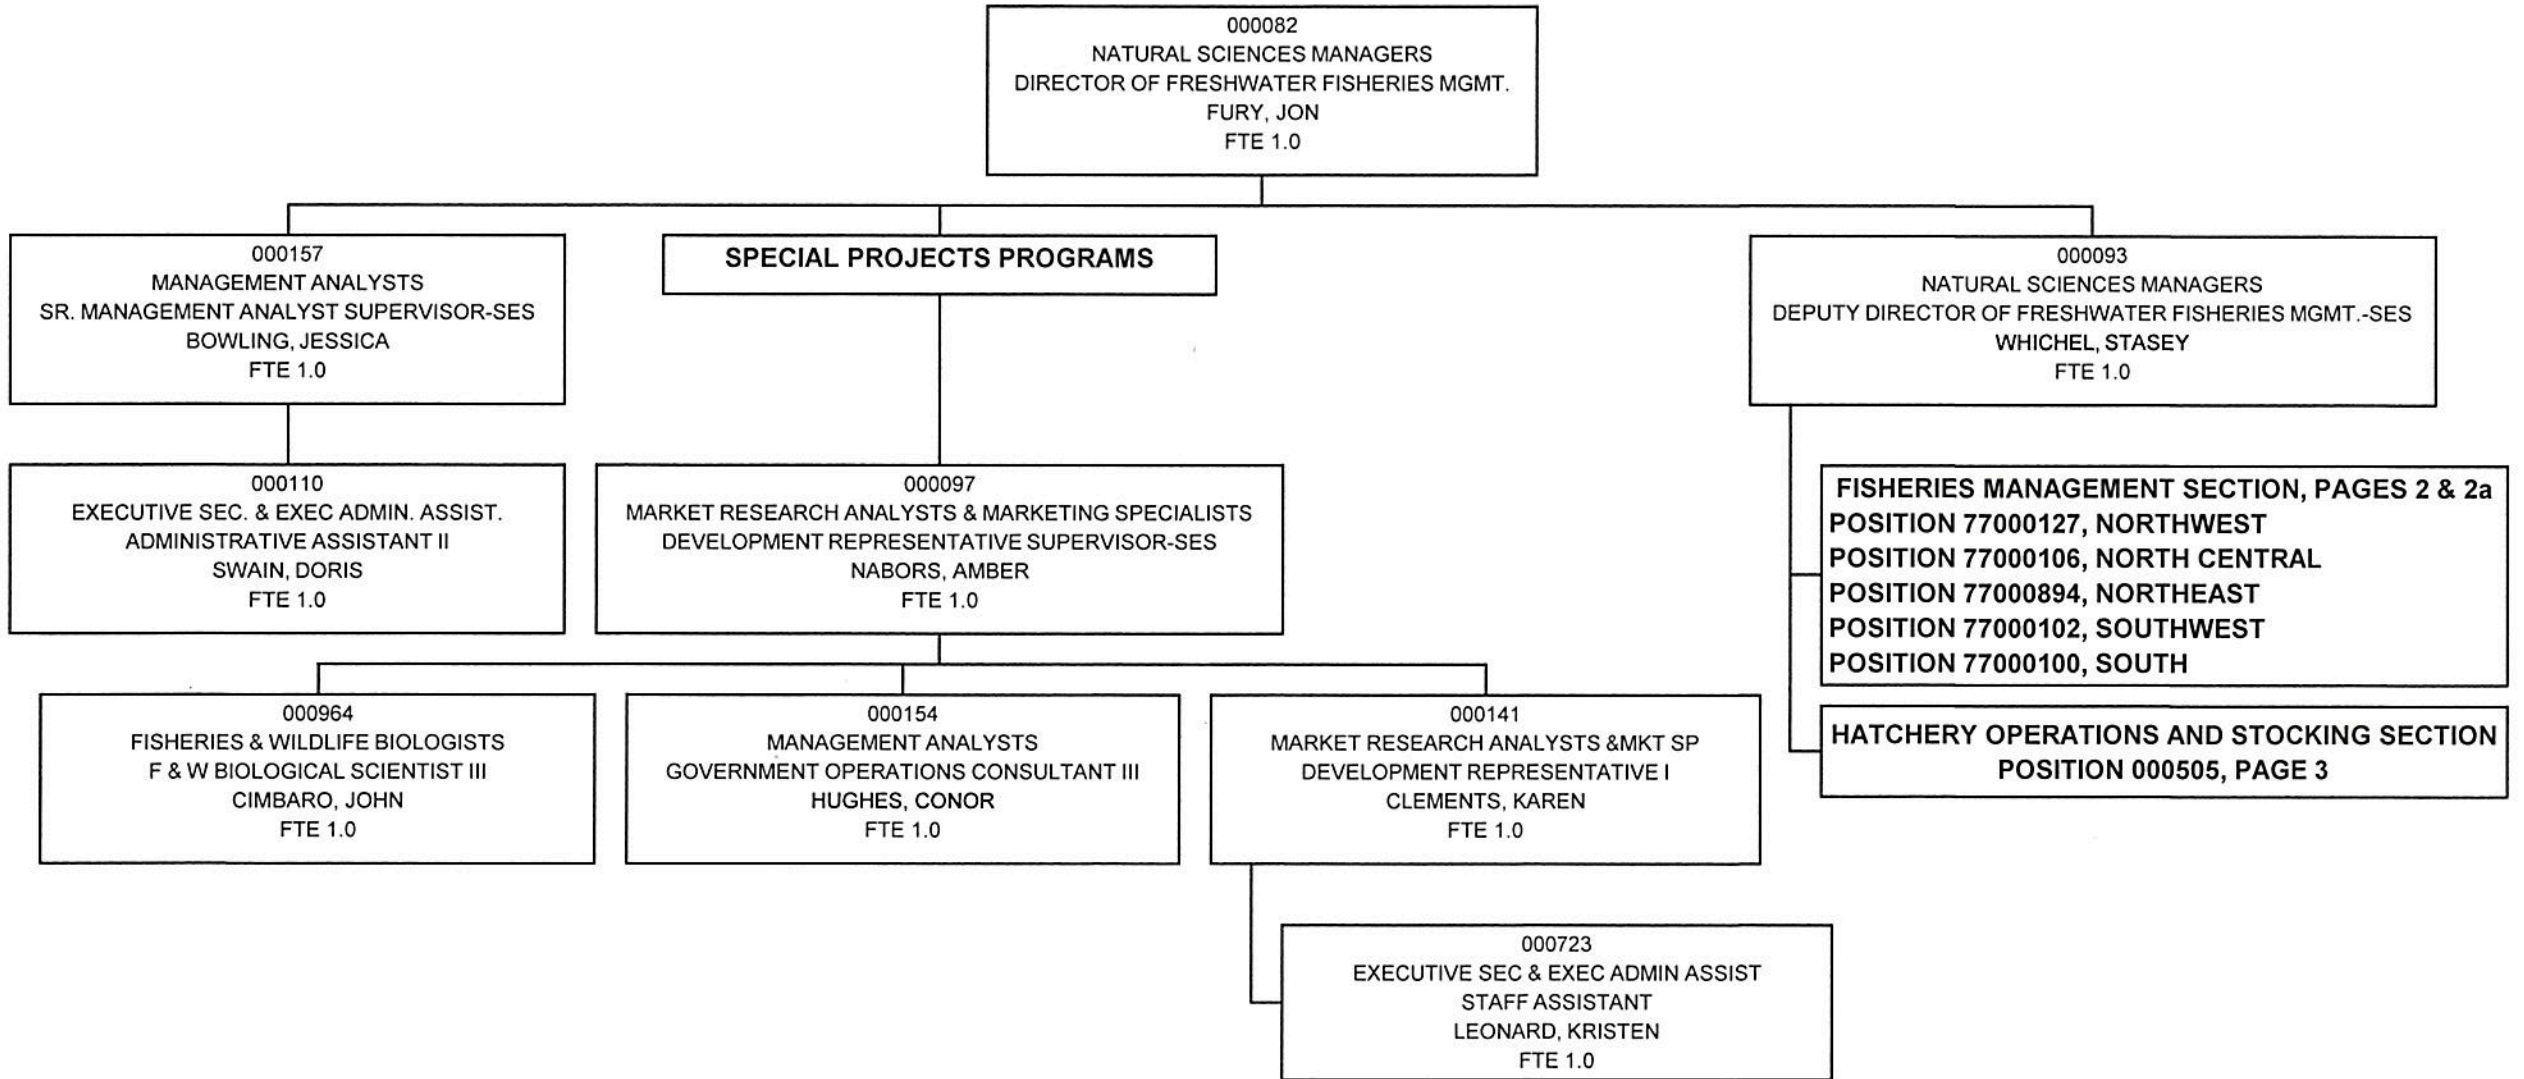 000082
NATURAL SCIENCES MANAGERS
DIRECTOR OF FRESHWATER FISHERIES MGMT.
FURY, JON
FTE 1.0
000157
MANAGEMENT ANALYSTS
SR. MANAGEMENT ANALYST SUPERVISOR-SES
BOWLING, JESSICA
FTE 1.0
SPECIAL PROJECTS PROGRAMS
000093
NATURAL SCIENCES MANAGERS
DEPUTY DIRECTOR OF FRESHWATER FISHERIES MGMT.-SES
WHICHEL, STASEY
FTE 1.0
000110
EXECUTIVE SEC. & EXEC ADMIN. ASSIST.
ADMINISTRATIVE ASSISTANT II
SWAIN, DORIS
FTE 1.0
000097
MARKET RESEARCH ANALYSTS & MARKETING SPECIALISTS
DEVELOPMENT REPRESENTATIVE SUPERVISOR-SES
NABORS, AMBER
FTE 1.0
FISHERIES MANAGEMENT SECTION, PAGES 2 & 2a
POSITION 77000127, NORTHWEST
POSITION 77000106, NORTH CENTRAL
POSITION 77000894, NORTHEAST
POSITION 77000102, SOUTHWEST
POSITION 77000100, SOUTH
HATCHERY OPERATIONS AND STOCKING SECTION
POSITION 000505, PAGE 3
000964
FISHERIES & WILDLIFE BIOLOGISTS
F & W BIOLOGICAL SCIENTIST III
CIMBARO, JOHN
FTE 1.0
000154
MANAGEMENT ANALYSTS
GOVERNMENT OPERATIONS CONSULTANT III
HUGHES, CONOR
FTE 1.0
000141
MARKET RESEARCH ANALYSTS &MKT SP
DEVELOPMENT REPRESENTATIVE I
CLEMENTS, KAREN
FTE 1.0
000723
EXECUTIVE SEC & EXEC ADMIN ASSIST
STAFF ASSISTANT
LEONARD, KRISTEN
FTE 1.0